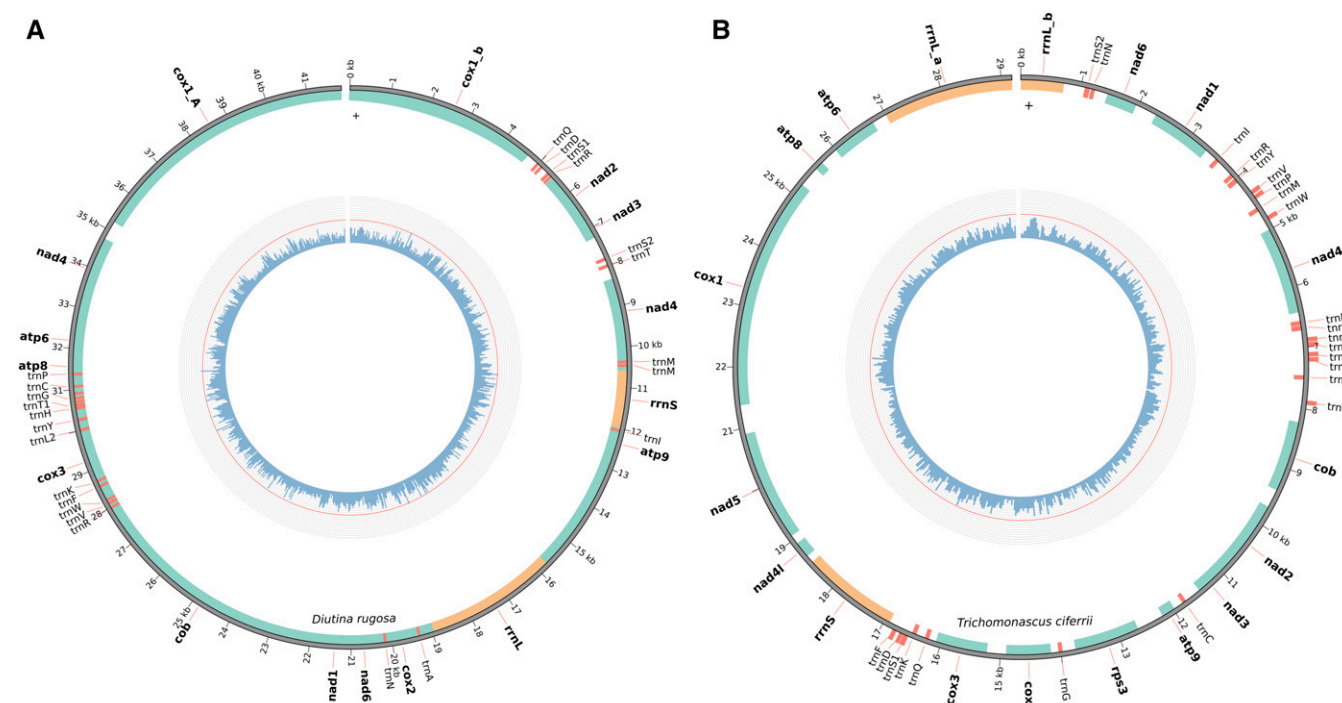 A
cox1_A
cox1_b
0 kb
1
2
3
4
6
7
8
9
10 kb
11
12
13
14
15 kb
16
17
18
19
20 kb
21
22
23
24
25 kb
26
27
28
29
31
32
33
34
35 kb
36
37
38
39
40 kb
41
+
trnQ
trnD
trnS1
trnR
nad2
nad3
trnS2
trnT
nad4
trnM
trnM
rrnS
trnI
atp9
rrnL
trnA
cox2
trnN
nad6
nad1
cob
trnR
trnV
trnW
trnF
trnK
cox3
trnL2
trnY
trnH
trnT1
trnG
trnC
trnP
atp8
atp6
nad4
Diutina rugosa
B
rrnL_a
rrnL_b
0 kb
1
2
3
5 kb
6
8
9
10 kb
11
12
13
15 kb
16
17
18
19
21
22
23
24
25 kb
26
27
28
29
+
trnS2
trnN
nad6
nad1
trnI
trnR
trnY
trnV
trnP
trnM
trnW
nad4
cob
nad2
nad3
trnC
atp9
rps3
trnG
cox
cox3
trnQ
trnK
trnS1
trnD
trnF
rrnS
nad4l
nad5
cox1
atp8
atp6
Trichomonascus ciferrii